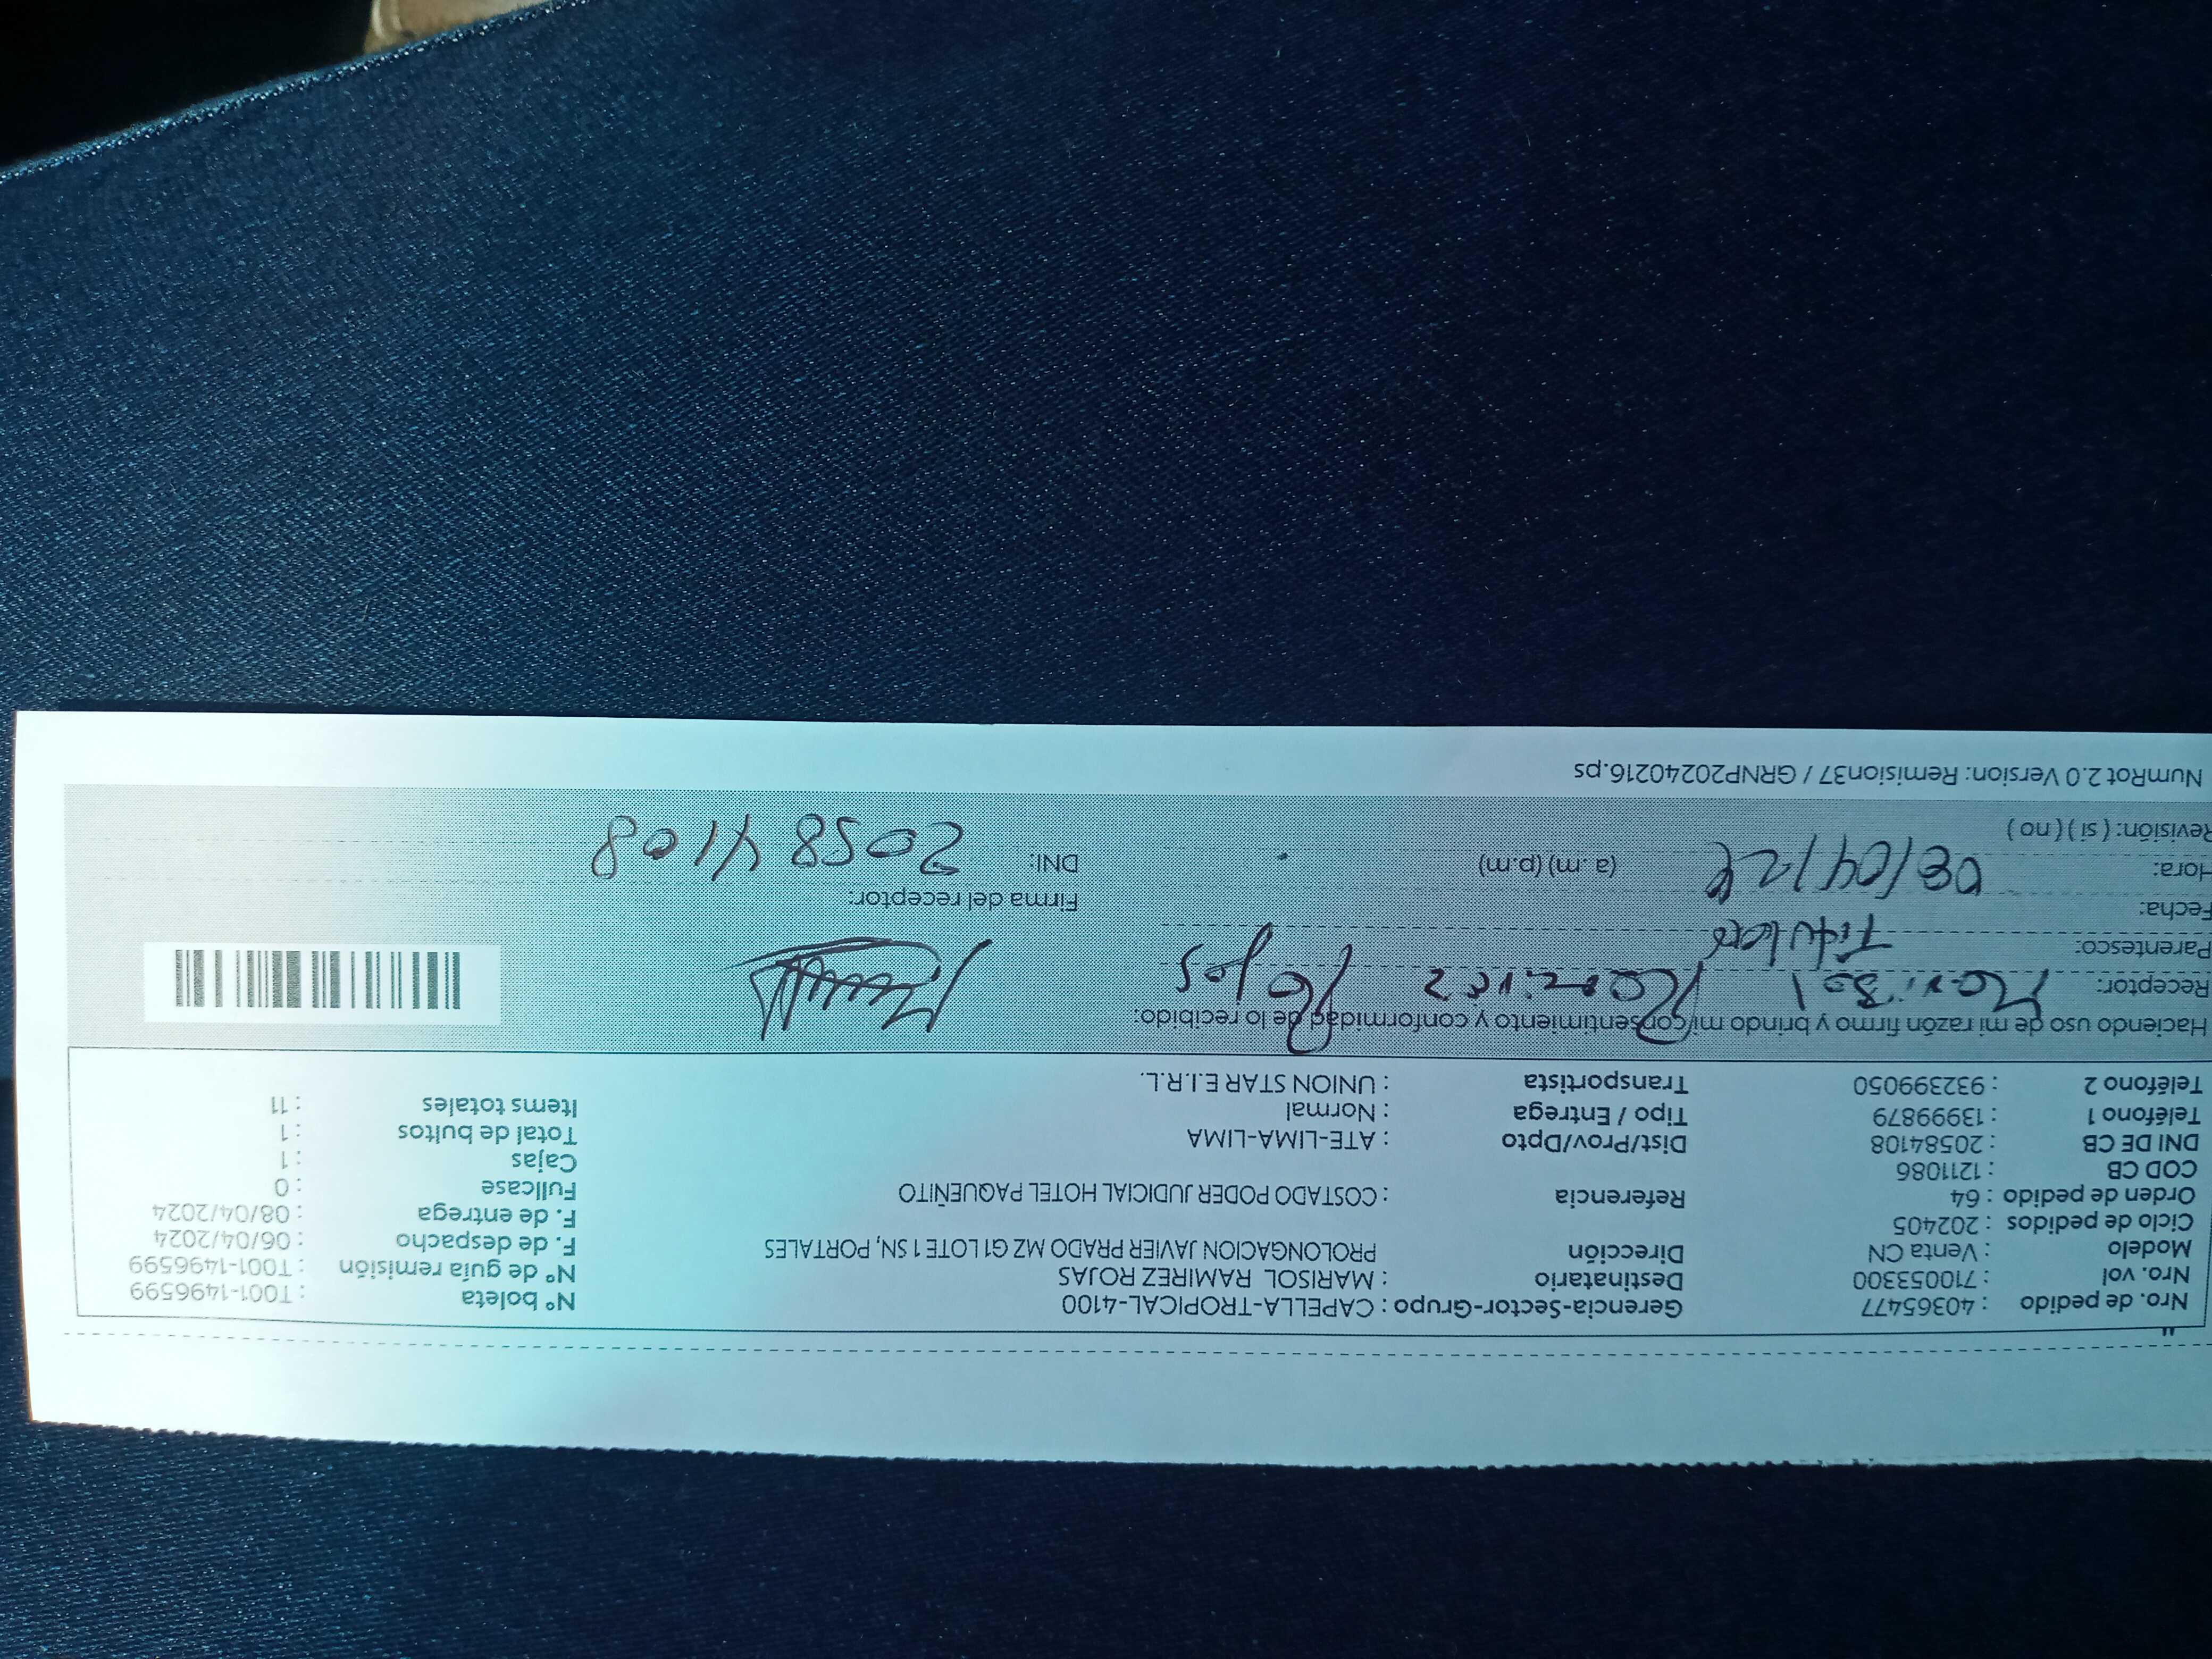 Nro. de pedido : 40365477
Nro. vol : 710053300
Modelo : Venta CN
Ciclo de pedidos : 202405
Orden de pedido : 64
COD CB : 1211086
DNI DE CB : 20584108
Teléfono 1 : 13999879
Teléfono 2 : 932399050
Gerencia-Sector-Grupo : CAPELLA-TROPICAL-4100
Destinatario : MARISOL RAMIREZ ROJAS
Dirección PROLONGACION JAVIER PRADO MZ G1 LOTE 1 SN, PORTALES
Referencia : COSTADO PODER JUDICIAL HOTEL PAQUEÑITO
Dist/Prov/Dpto : ATE-LIMA-LIMA
Tipo / Entrega : Normal
Transportista : UNION STAR E.I.R.L.
Nº boleta : T001-1496599
Nº de guía remisión : T001-1496599
F. de despacho : 06/04/2024
F. de entrega : 08/04/2024
Fullcase : 0
Cajas : 1
Total de bultos : 1
Items totales : 11
Haciendo uso de mi razón firmo y brindo mi consentimiento y conformidad de lo recibido:
Receptor: Marisol Ramirez Rojas
Parentesco: Titular
Fecha: 08/04/24
Hora: (a. m) (p.m)
Revisión: ( si ) ( no )
Firma del receptor:
DNI: 20584108
NumRot 2.0 Version: Remision37 / GRNP20240216.ps